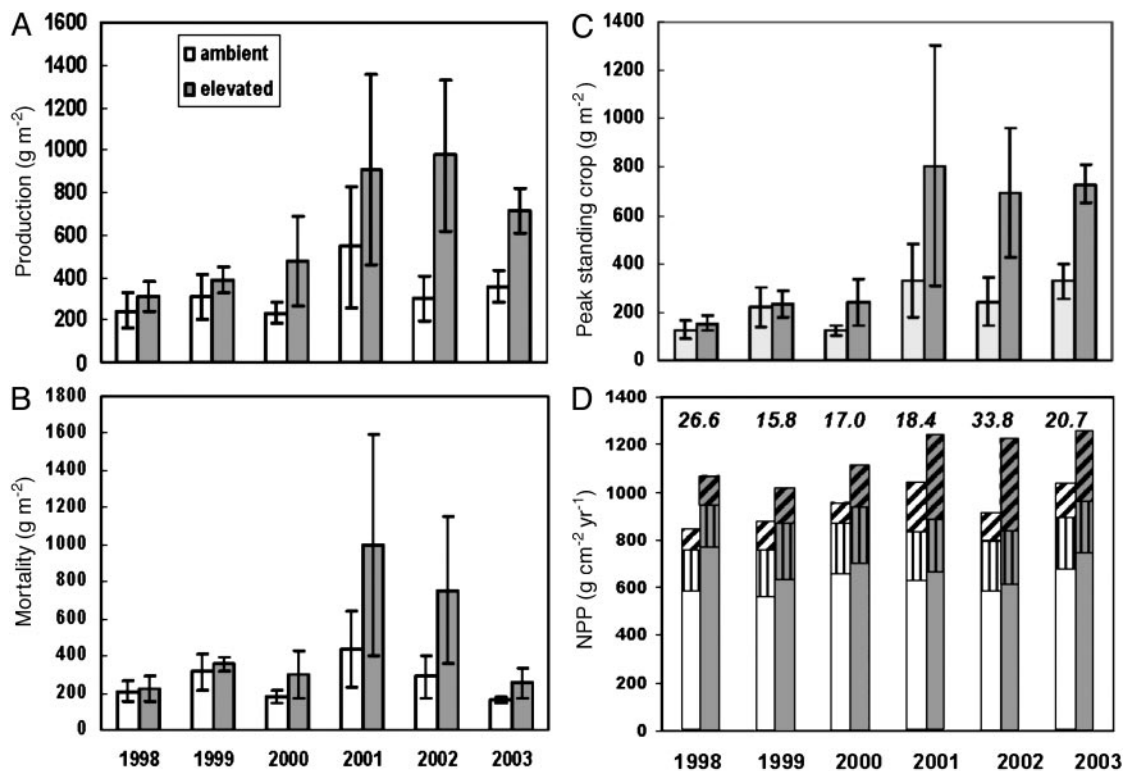 A
Production (g m-2)
1600
1400
1200
1000
800
600
400
200
0
ambient
elevated
B
Mortality (g m-2)
1800
1600
1400
1200
1000
800
600
400
200
0
1998 1999 2000 2001 2002 2003
C
Peak standing crop (g m-2)
1400
1200
1000
800
600
400
200
0
D
NPP (g cm-2 yr-1)
1400
1200
1000
800
600
400
200
0
26.6 15.8 17.0 18.4 33.8 20.7
1998 1999 2000 2001 2002 2003